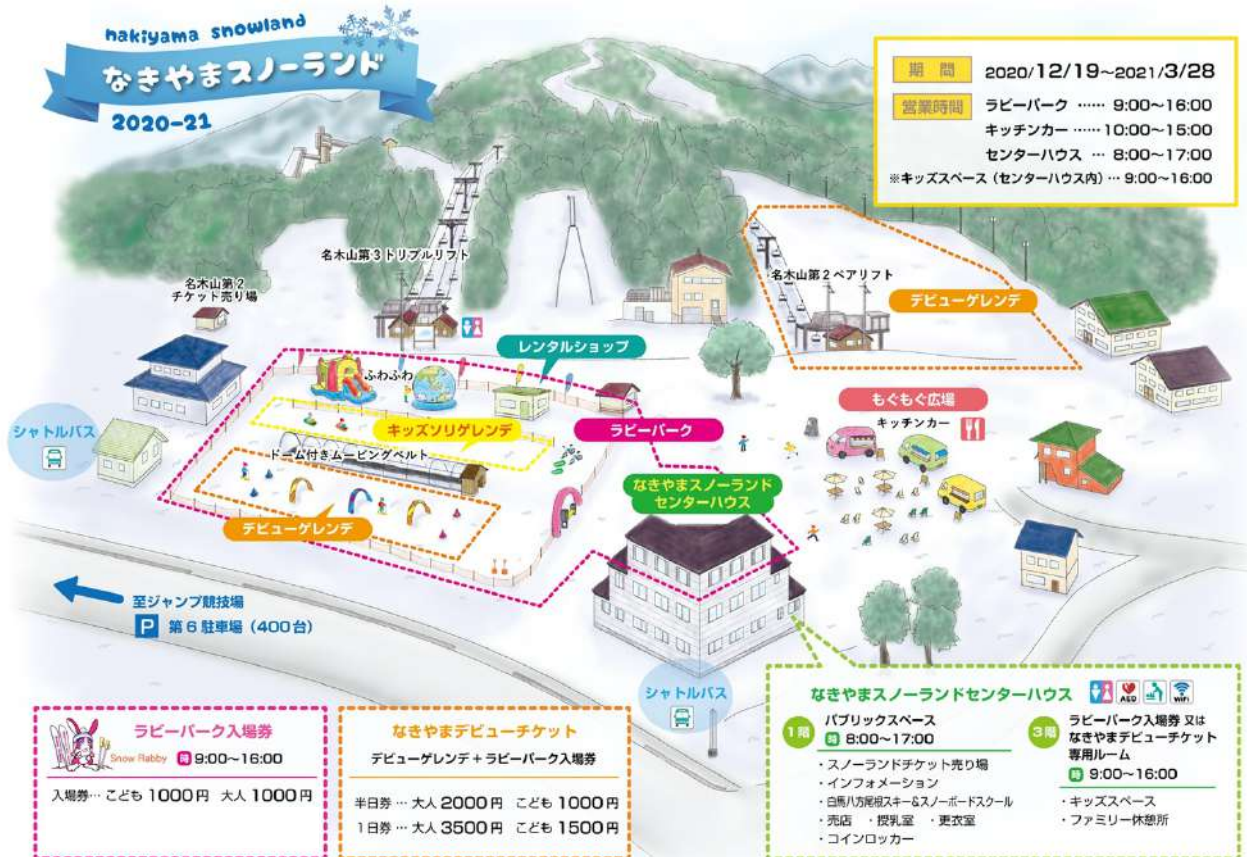 nakiyama snowland
なきやまスノーランド
2020-21
期間 2020/12/19~2021/3/28
営業時間 ラビーパーク …… 9:00~16:00
キッチンカー …… 10:00~15:00
センターハウス … 8:00~17:00
※キッズスペース（センターハウス内）… 9:00~16:00
名木山第3トリプルリフト
名木山第2
チケット売り場
名木山第2ペアリフト
デビューゲレンデ
レンタルショップ
ふわふわ
もぐもぐ広場
キッチンカー
シャトルバス
キッズソリゲレンデ
ラビーパーク
ドーム付きムービングベルト
なきやまスノーランド
センターハウス
デビューゲレンデ
至ジャンプ競技場
P 第6駐車場（400台）
シャトルバス
ラビーパーク入場券
Snow Rabby 時 9:00~16:00
入場券… こども 1000円 大人 1000円
なきやまデビューチケット
デビューゲレンデ＋ラビーパーク入場券
半日券 … 大人 2000円 こども 1000円
1日券 … 大人 3500円 こども 1500円
なきやまスノーランドセンターハウス AED WiFi
1階 パブリックスペース
時 8:00~17:00
・スノーランドチケット売り場
・インフォメーション
・白馬八方尾根スキー&スノーボードスクール
・売店 ・授乳室 ・更衣室
・コインロッカー
3階 ラビーパーク入場券 又は
なきやまデビューチケット
専用ルーム
時 9:00~16:00
・キッズスペース
・ファミリー休憩所